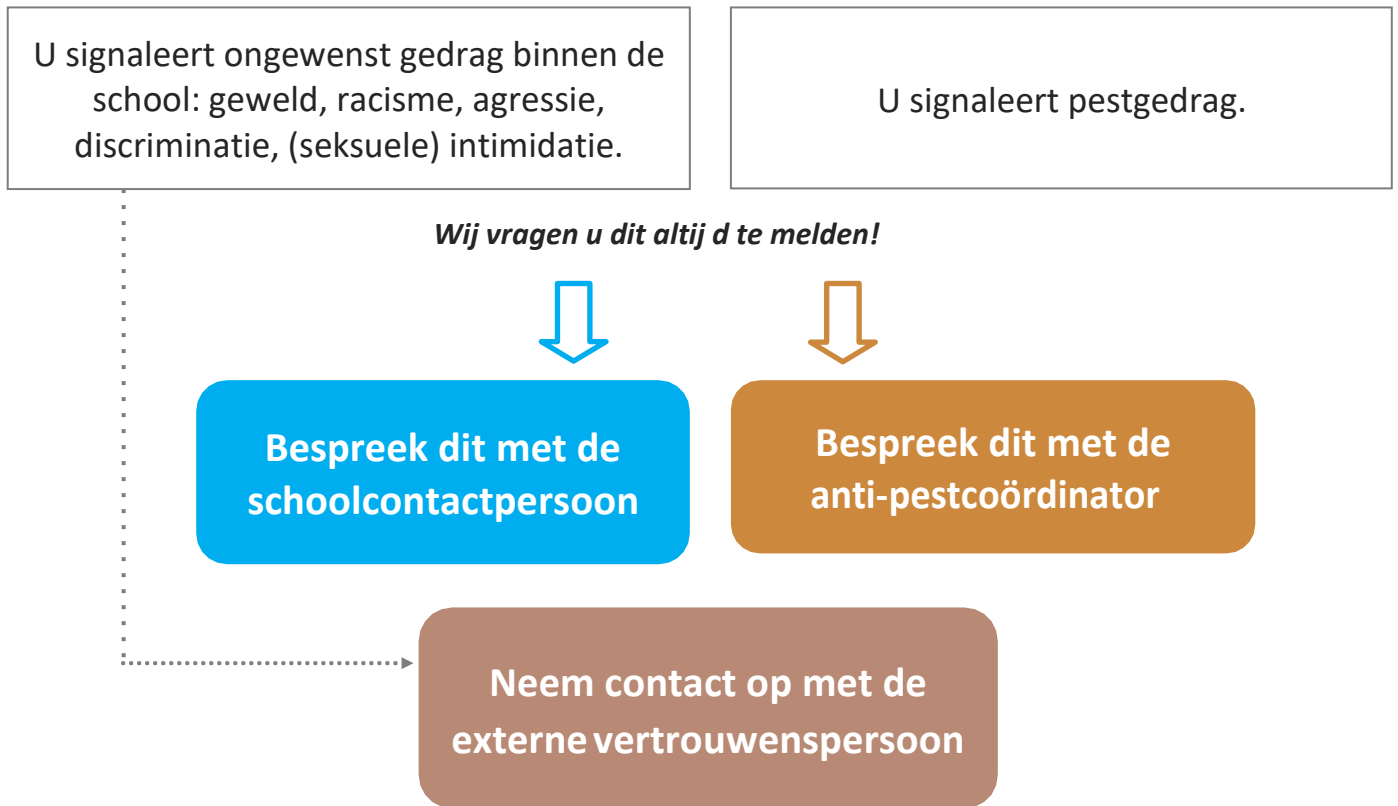 U signaleert ongewenst gedrag binnen de
school: geweld, racisme, agressie,
discriminatie, (seksuele) intimidatie.
U signaleert pestgedrag.
Wij vragen u dit altij d te melden!
Bespreek dit met de
schoolcontactpersoon
Bespreek dit met de
anti-pestcoördinator
Neem contact op met de
externe vertrouwenspersoon